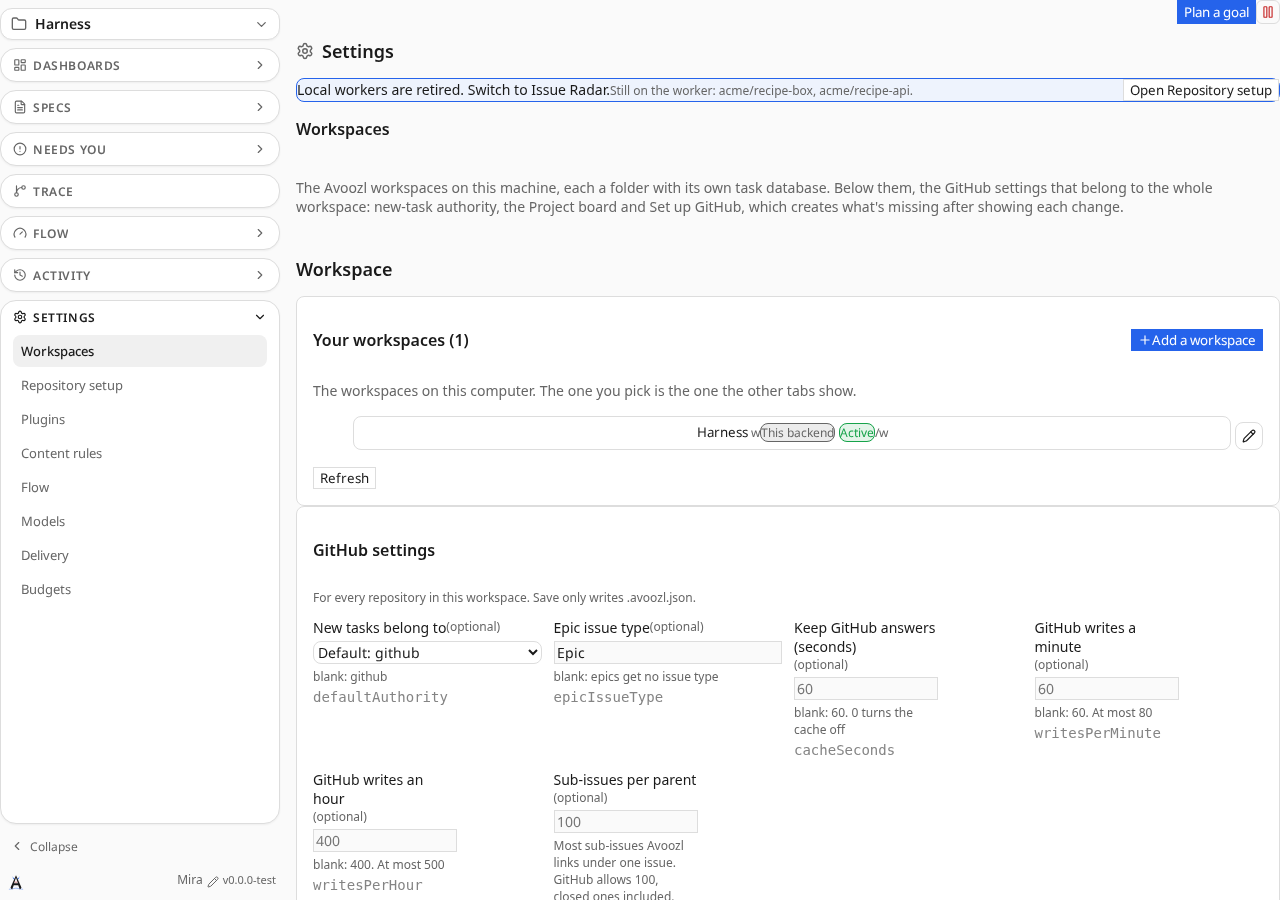 Harness
DASHBOARDS
SPECS
NEEDS YOU
TRACE
FLOW
ACTIVITY
SETTINGS
Workspaces
Repository setup
Plugins
Content rules
Flow
Models
Delivery
Budgets
Collapse
Mira v0.0.0-test
Plan a goal
Settings
Local workers are retired. Switch to Issue Radar.Still on the worker: acme/recipe-box, acme/recipe-api.
Open Repository setup
Workspaces
The Avoozl workspaces on this machine, each a folder with its own task database. Below them, the GitHub settings that belong to the whole
workspace: new-task authority, the Project board and Set up GitHub, which creates what's missing after showing each change.
Workspace
Your workspaces (1)
Add a workspace
The workspaces on this computer. The one you pick is the one the other tabs show.
Harness w This backend Active /w
Refresh
GitHub settings
For every repository in this workspace. Save only writes .avoozl.json.
New tasks belong to(optional)
Default: github
blank: github
defaultAuthority
Epic issue type(optional)
Epic
blank: epics get no issue type
epicIssueType
Keep GitHub answers
(seconds)
(optional)
60
blank: 60. 0 turns the
cache off
cacheSeconds
GitHub writes a
minute
(optional)
60
blank: 60. At most 80
writesPerMinute
GitHub writes an
hour
(optional)
400
blank: 400. At most 500
writesPerHour
Sub-issues per parent
(optional)
100
Most sub-issues Avoozl
links under one issue.
GitHub allows 100,
closed ones included.